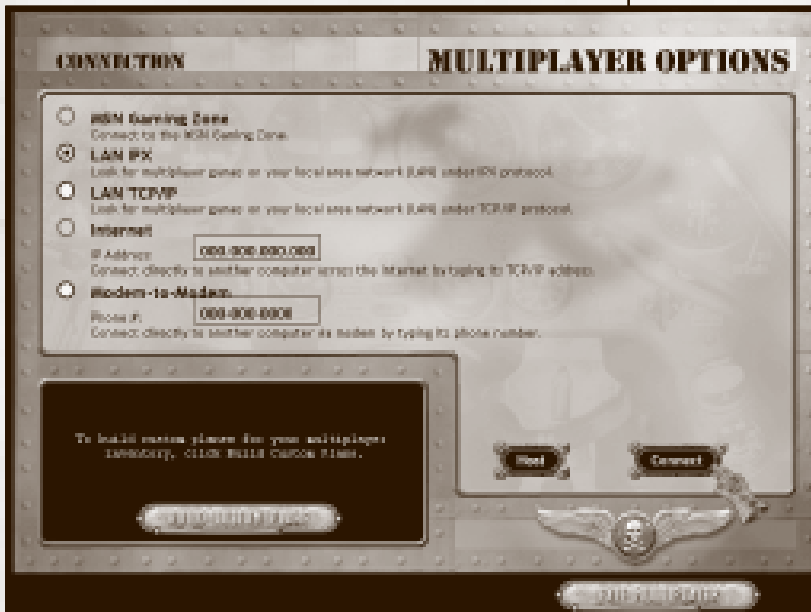 CONNECTION
MULTIPLAYER OPTIONS
MSN Gaming Zone
Connect to the MSN Gaming Zone.
LAN IPX
Look for multiplayer games on your local area network (LAN) under IPX protocol.
LAN TCP/IP
Look for multiplayer games on your local area network (LAN) under TCP/IP protocol.
Internet
IP Address: 000.000.000.000
Connect directly to another computer across the Internet by typing its TCP/IP address.
Modem-to-Modem
Phone #: 000-000-0000
Connect directly to another computer via modem by typing its phone number.
To build custom planes for your multiplayer
inventory, click Build Custom Plane.
Host
Connect